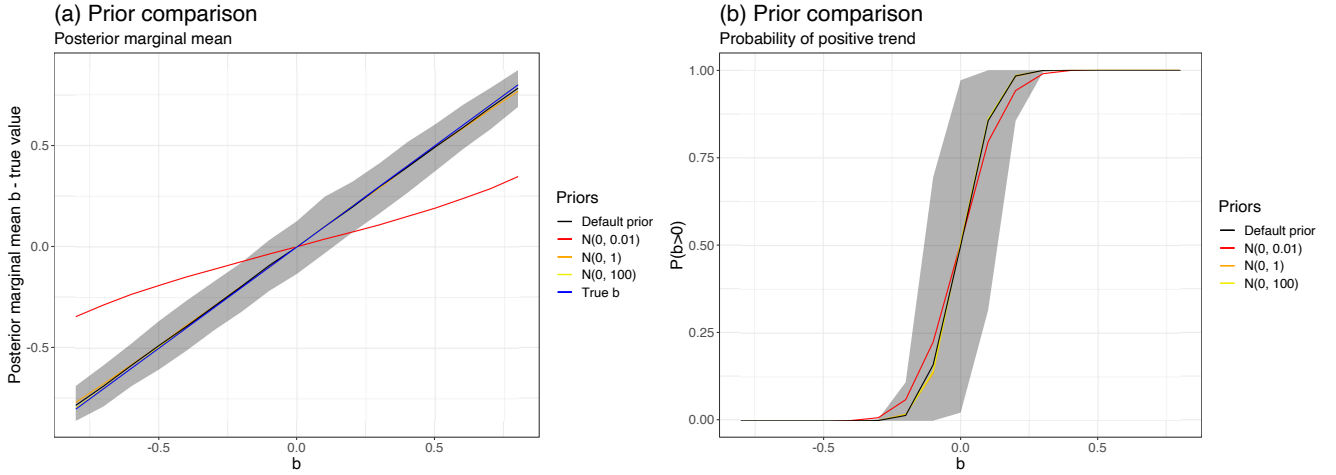 (a) Prior comparison
Posterior marginal mean
Posterior marginal mean b - true value
0.5
0.0
-0.5
-0.5
0.0
0.5
b
Priors
Default prior
N(0, 0.01)
N(0, 1)
N(0, 100)
True b
(b) Prior comparison
Probability of positive trend
P(b>0)
1.00
0.75
0.50
0.25
0.00
-0.5
0.0
0.5
b
Priors
Default prior
N(0, 0.01)
N(0, 1)
N(0, 100)